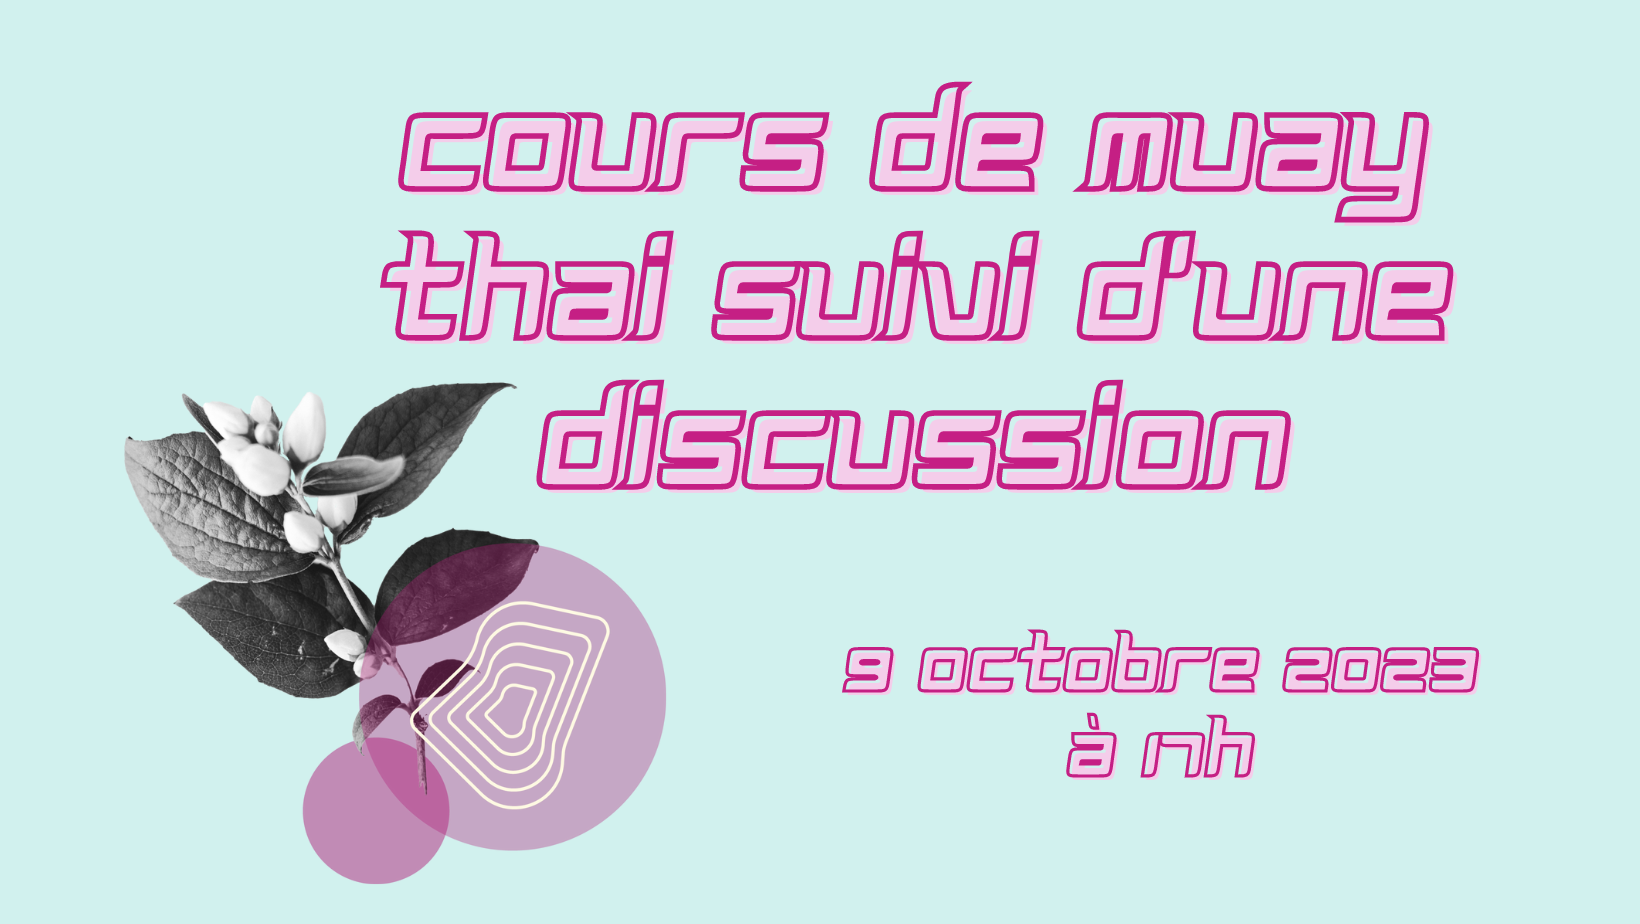 cours de muay
thai suivi d'une
discussion
9 octobre 2023
à 17h